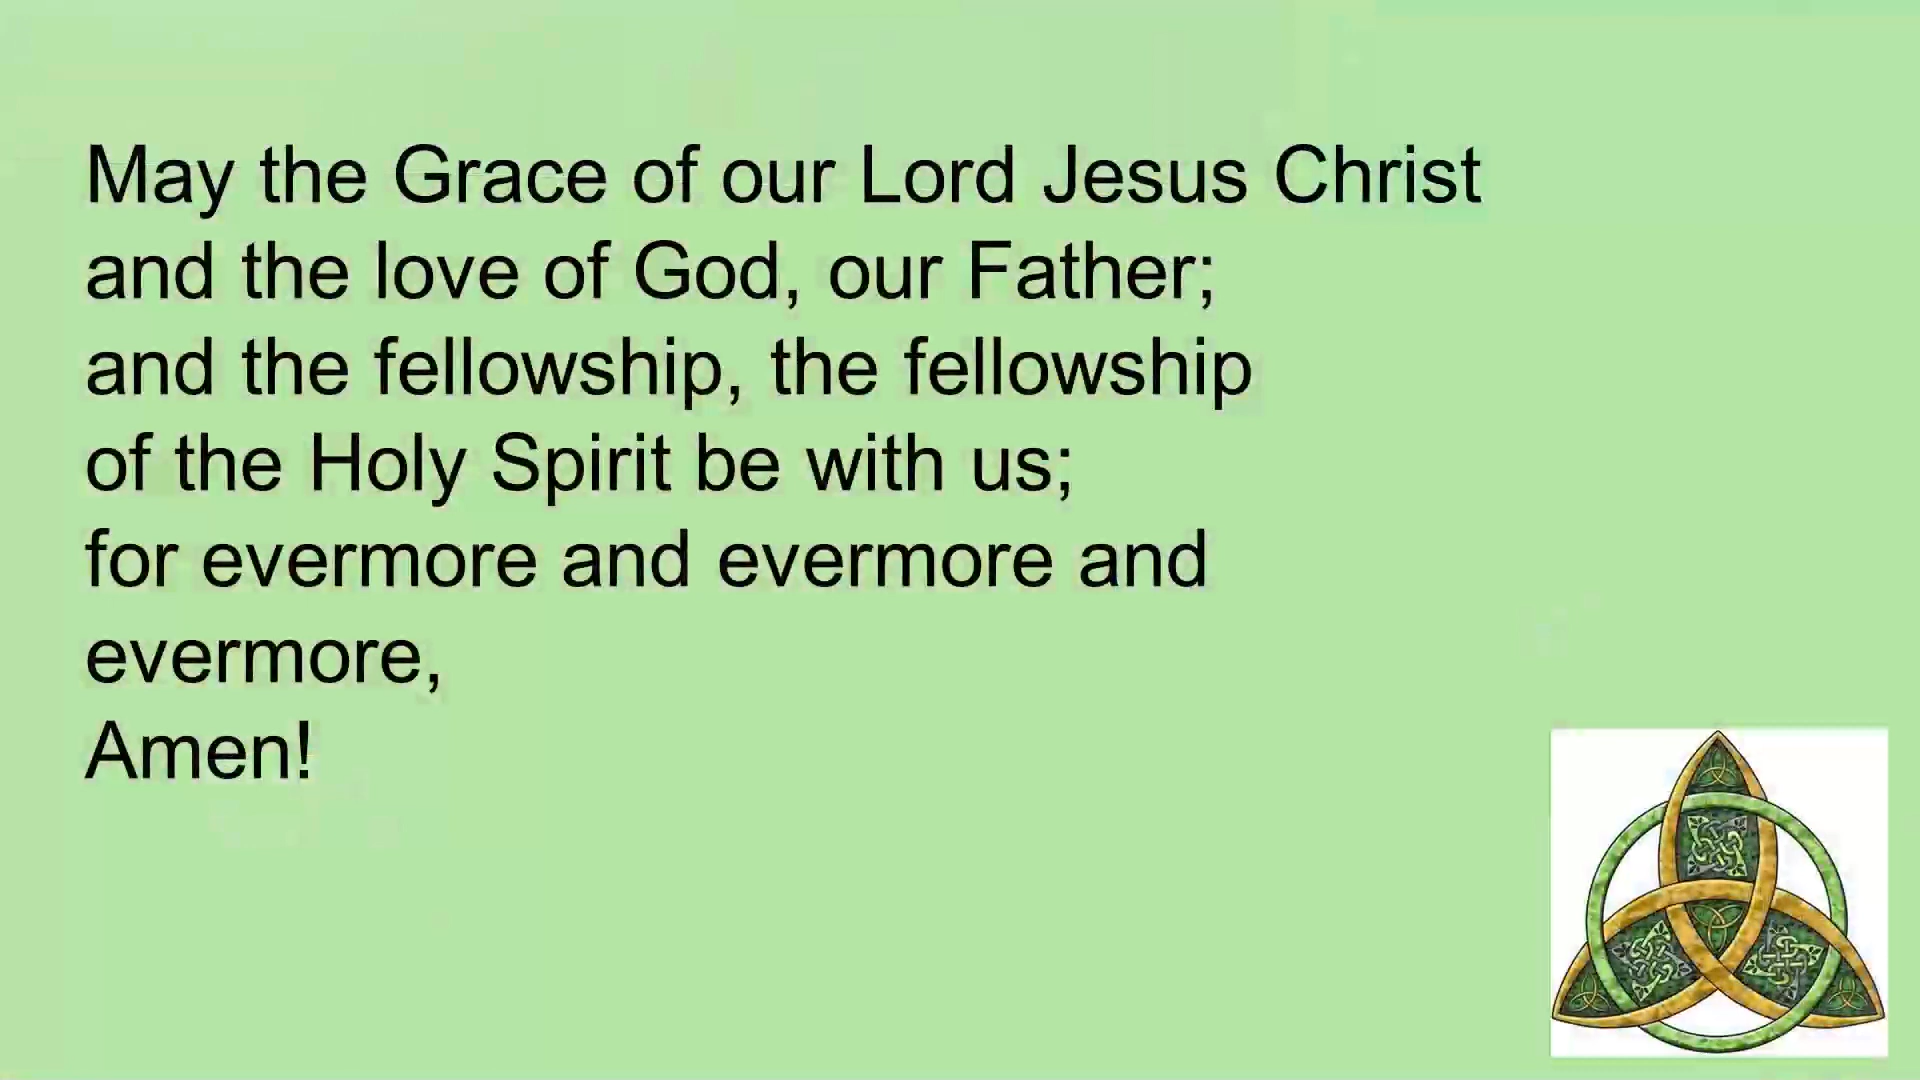 May the Grace of our Lord Jesus Christ
and the love of God, our Father;
and the fellowship, the fellowship
of the Holy Spirit be with us;
for evermore and evermore and
evermore,
Amen!